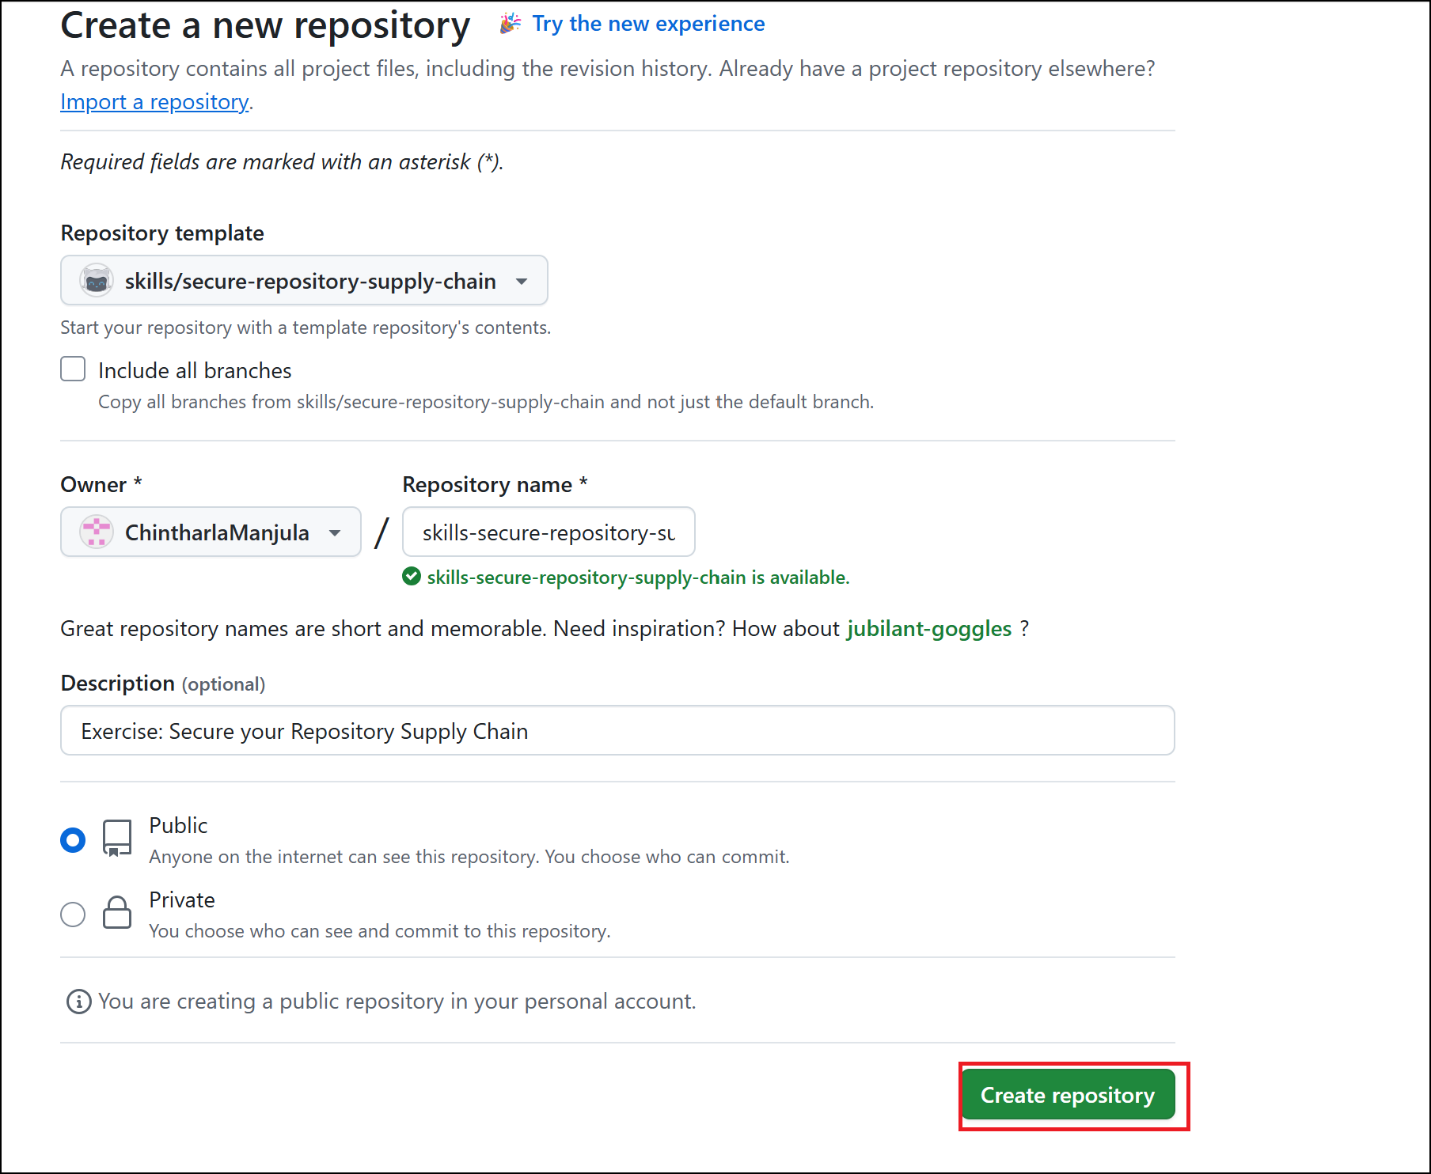 Create a new repository Try the new experience
A repository contains all project files, including the revision history. Already have a project repository elsewhere?
Import a repository.
Required fields are marked with an asterisk (*).
Repository template
skills/secure-repository-supply-chain
Start your repository with a template repository's contents.
Include all branches
Copy all branches from skills/secure-repository-supply-chain and not just the default branch.
Owner * Repository name *
ChintharlaManjula / skills-secure-repository-su
skills-secure-repository-supply-chain is available.
Great repository names are short and memorable. Need inspiration? How about jubilant-goggles ?
Description (optional)
Exercise: Secure your Repository Supply Chain
Public
Anyone on the internet can see this repository. You choose who can commit.
Private
You choose who can see and commit to this repository.
You are creating a public repository in your personal account.
Create repository